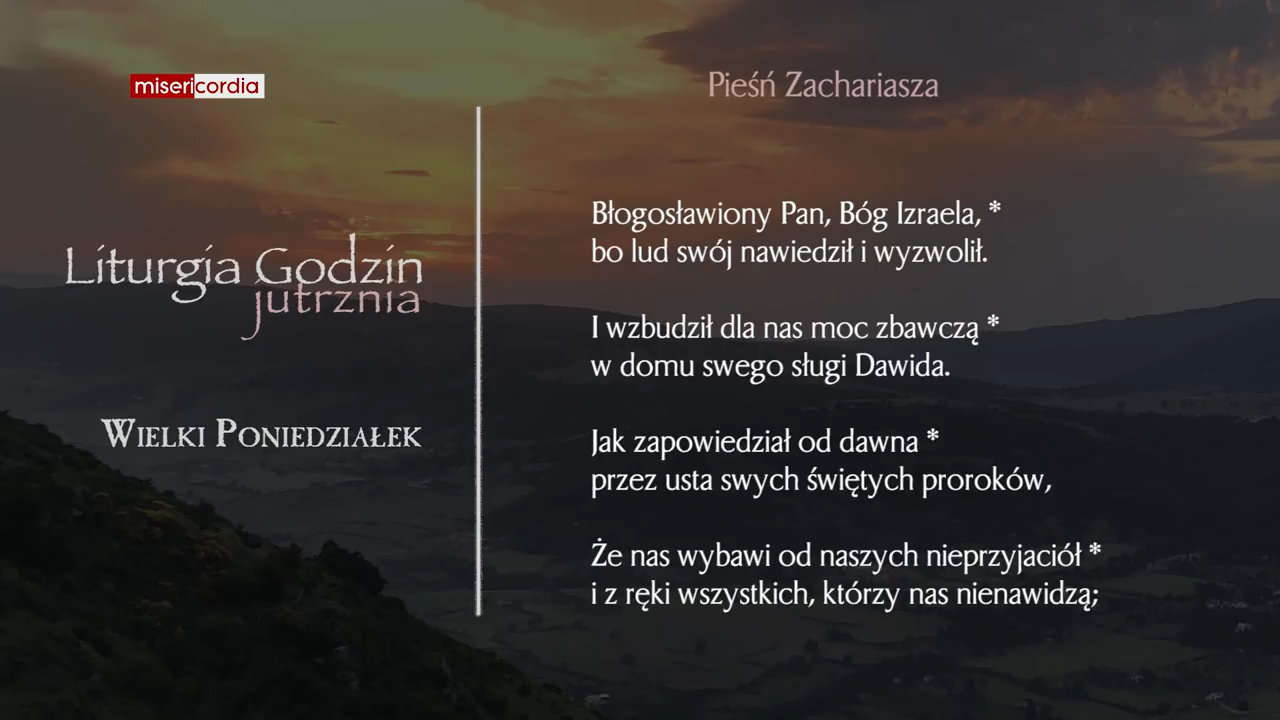 misericordia
Liturgia Godzin
jutrznia
Wielki Poniedziałek
Pieśń Zachariasza
Błogosławiony Pan, Bóg Izraela, *
bo lud swój nawiedził i wyzwolił.
I wzbudził dla nas moc zbawczą *
w domu swego sługi Dawida.
Jak zapowiedział od dawna *
przez usta swych świętych proroków,
Że nas wybawi od naszych nieprzyjaciół *
i z ręki wszystkich, którzy nas nienawidzą;